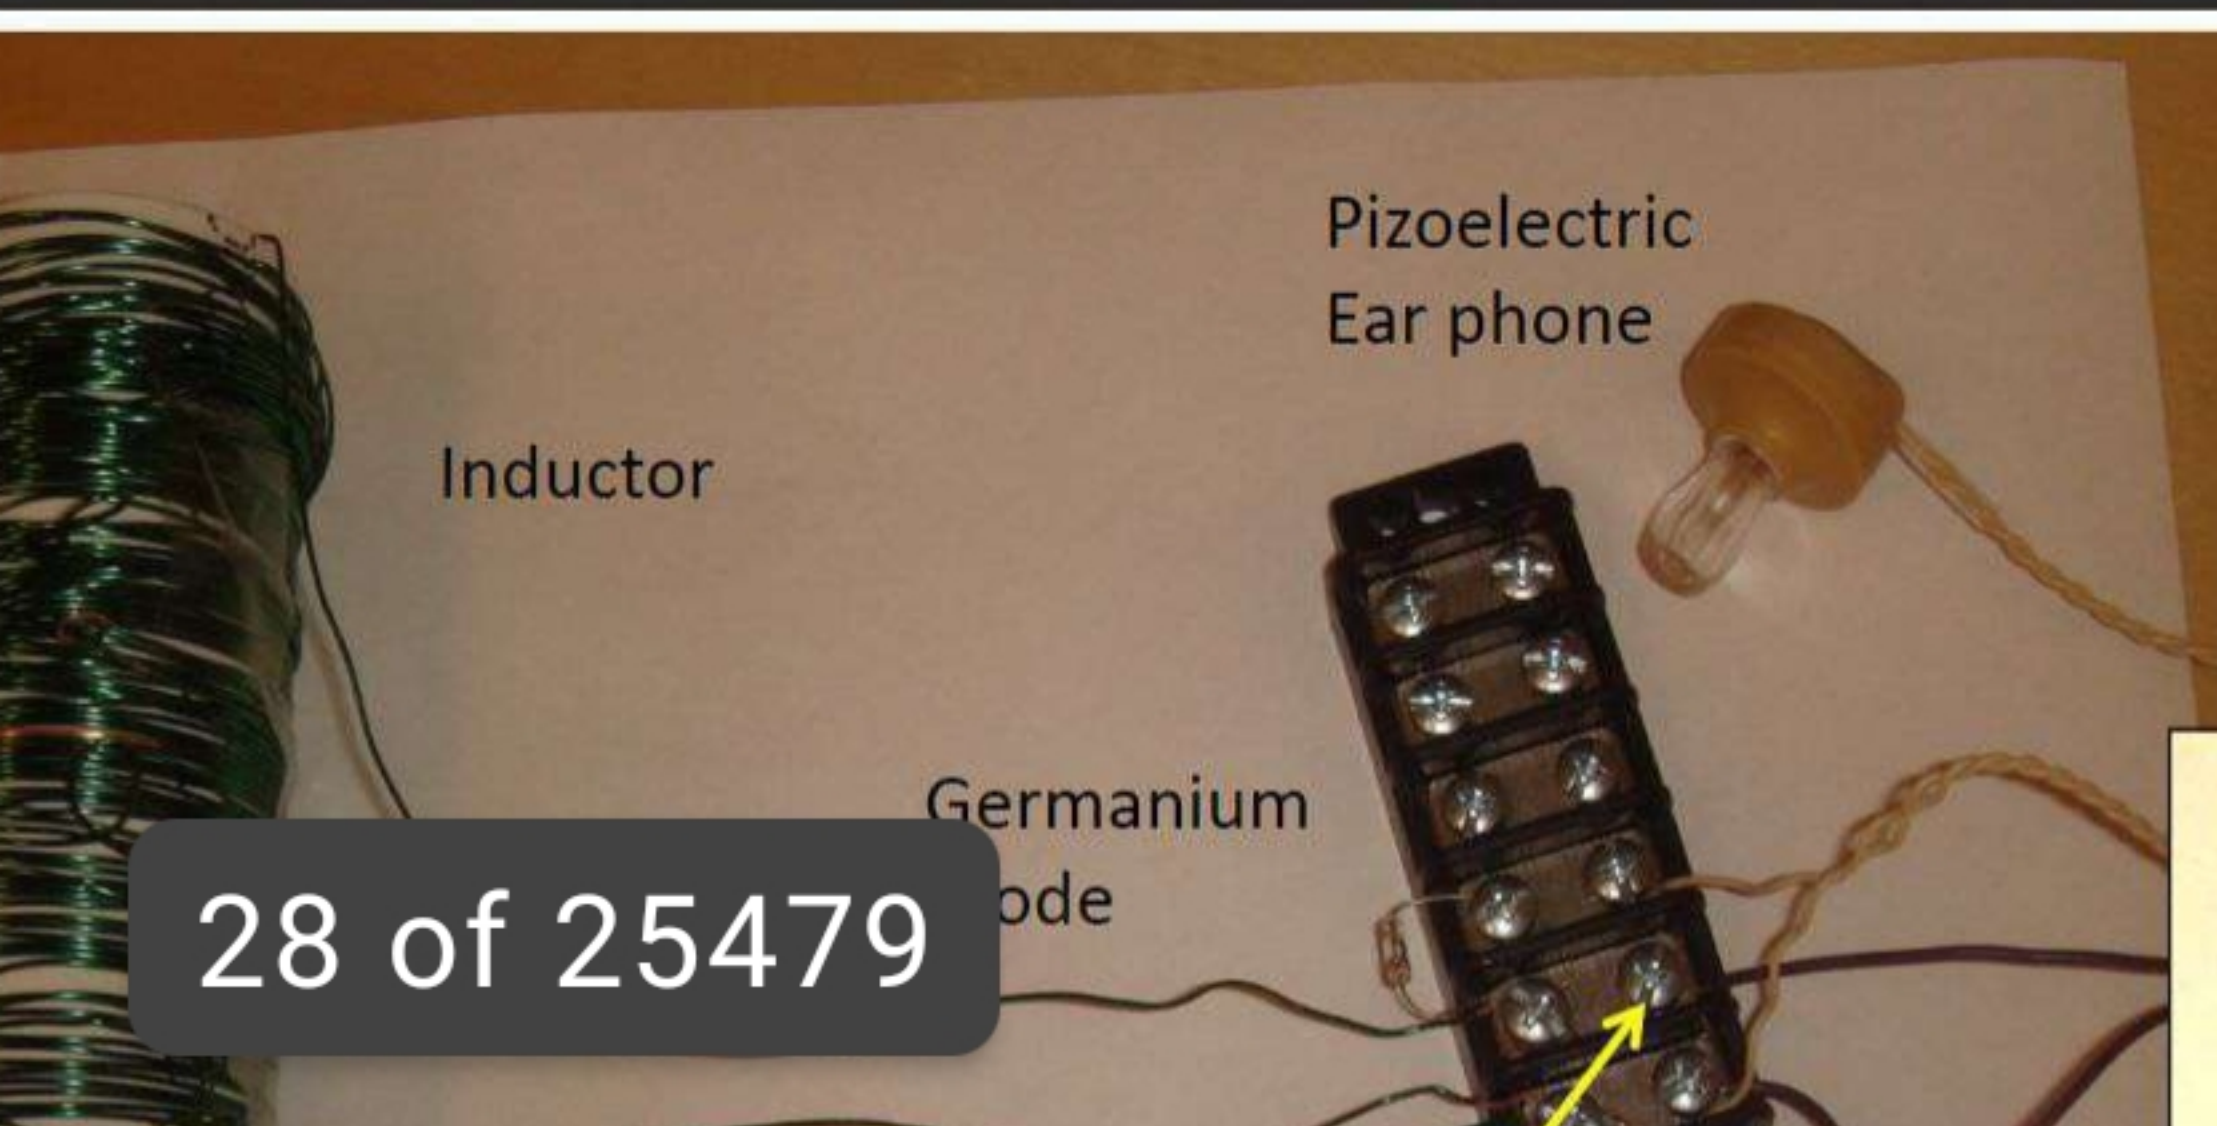 Pizoelectric
Ear phone
Inductor
Germanium
ode
28 of 25479